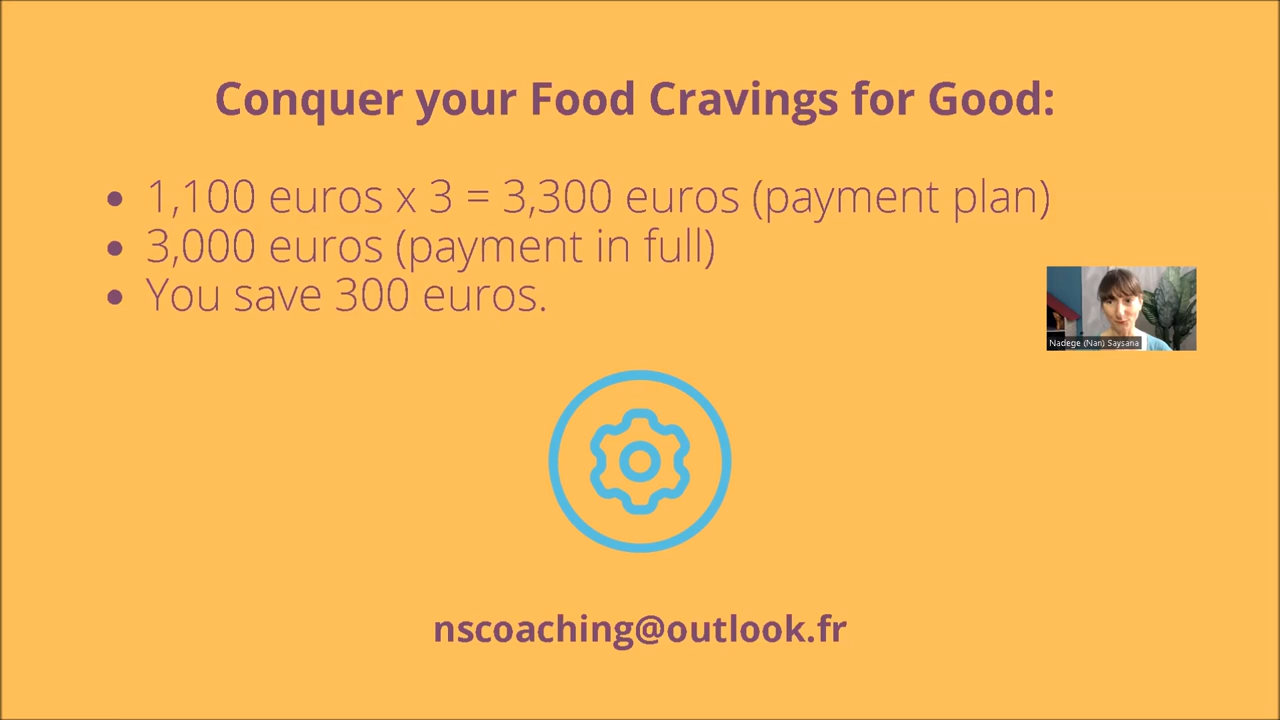 Conquer your Food Cravings for Good:
• 1,100 euros x 3 = 3,300 euros (payment plan)
• 3,000 euros (payment in full)
• You save 300 euros.
Nadege (Nan) Saysana
nscoaching@outlook.fr